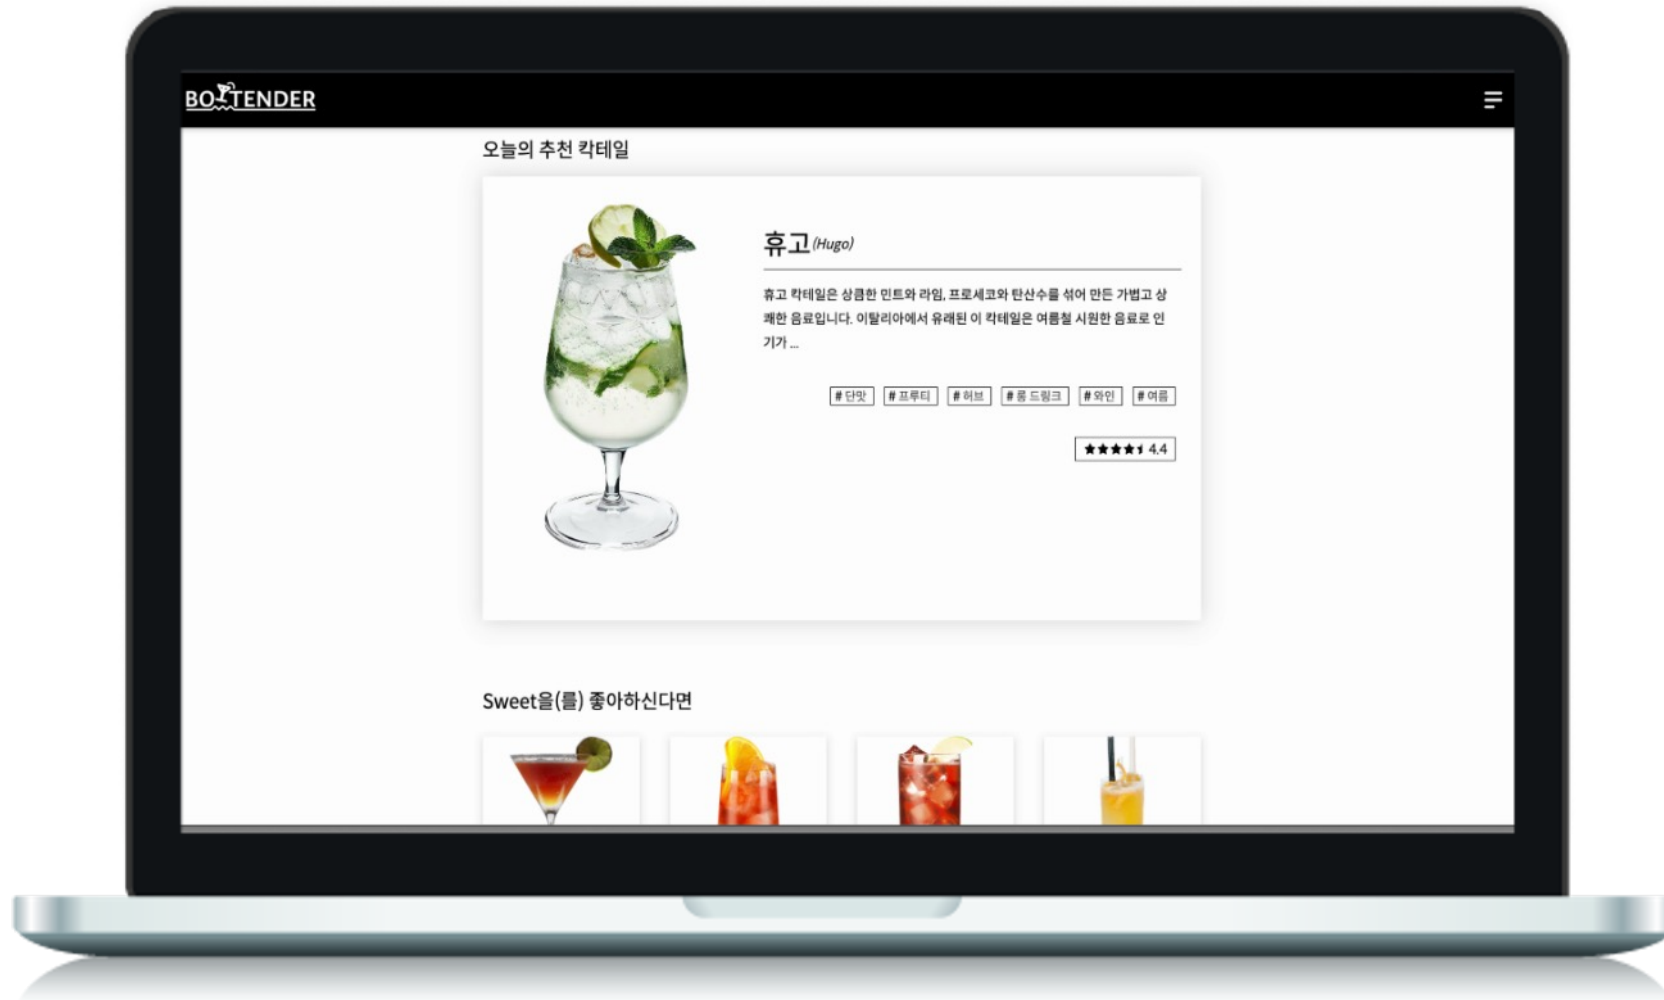 BOTTENDER
오늘의 추천 칵테일
휴고(Hugo)
휴고 칵테일은 상큼한 민트와 라임, 프로세코와 탄산수를 섞어 만든 가볍고 상
쾌한 음료입니다. 이탈리아에서 유래된 이 칵테일은 여름철 시원한 음료로 인
기가 ...
# 단맛 # 프루티 # 허브 # 롱 드링크 # 와인 # 여름
★★★★⯨ 4.4
Sweet을(를) 좋아하신다면